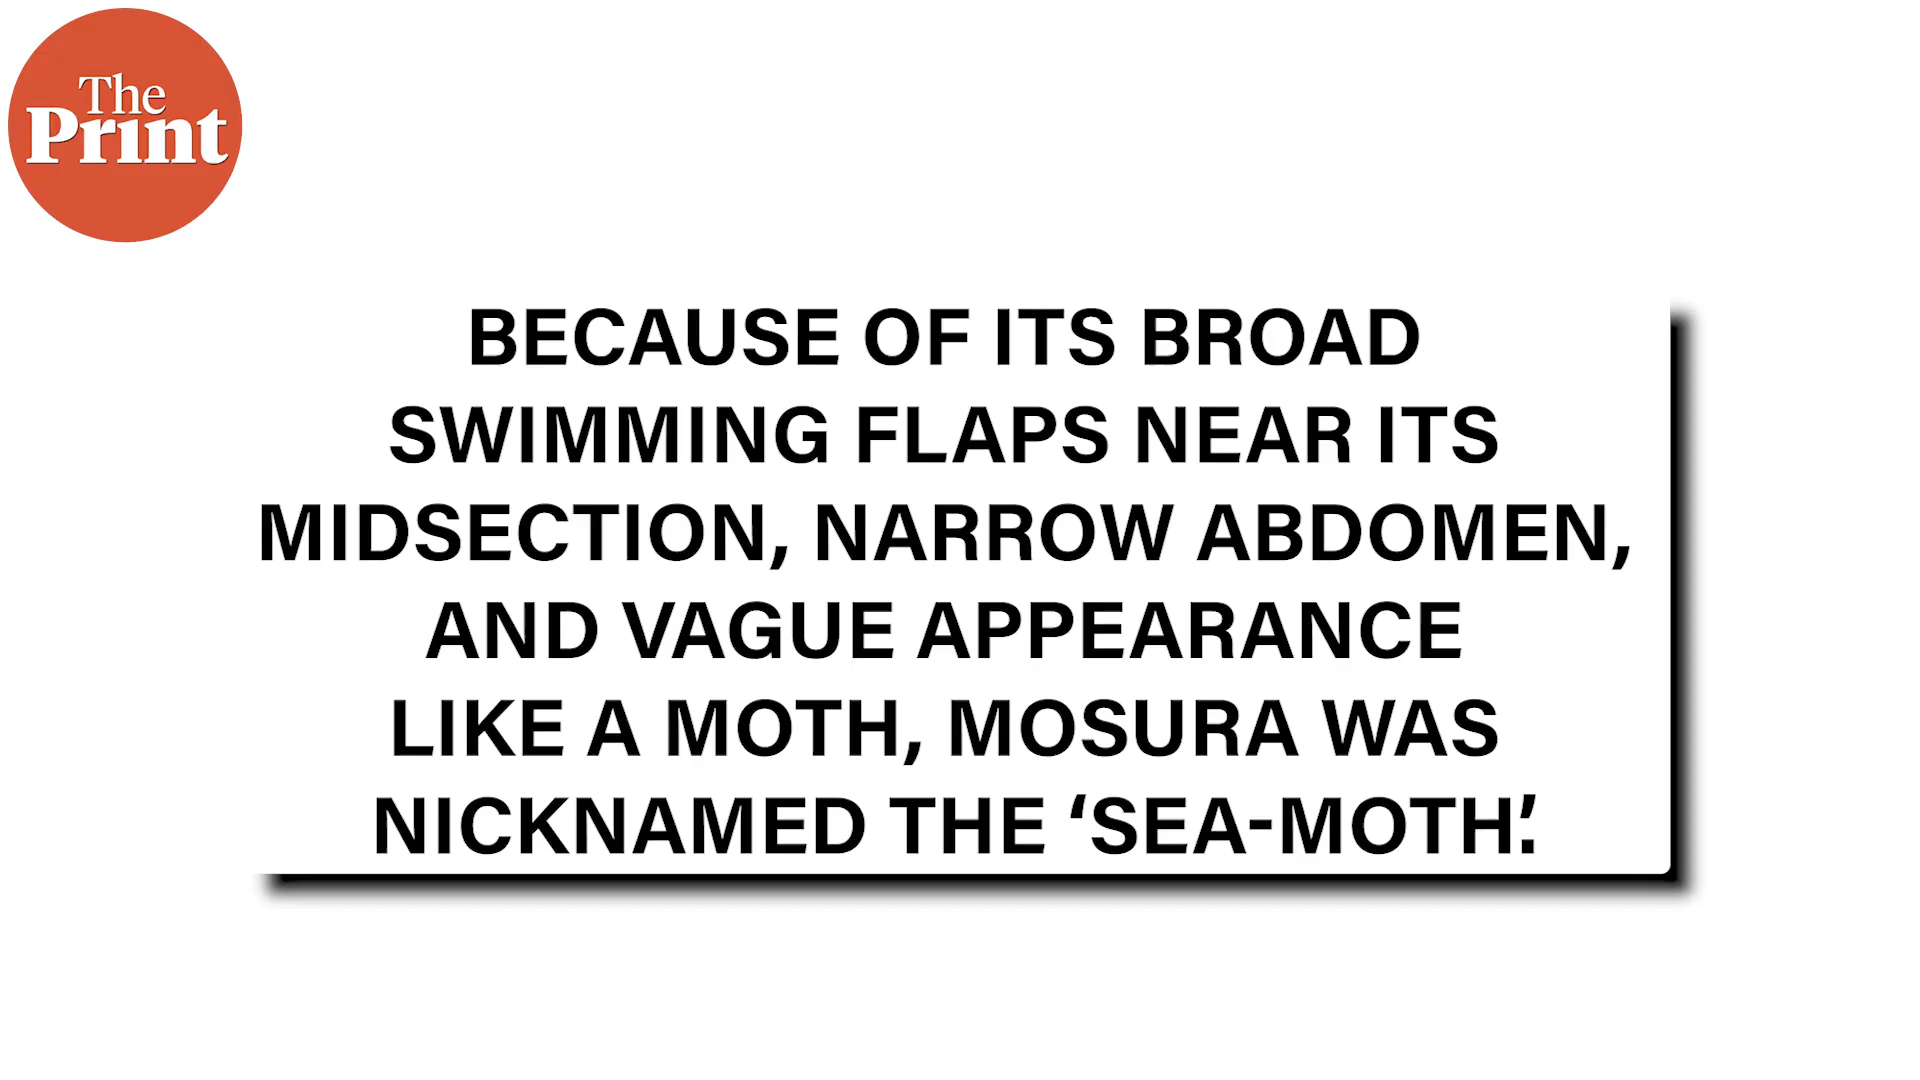 The
Print
BECAUSE OF ITS BROAD
SWIMMING FLAPS NEAR ITS
MIDSECTION, NARROW ABDOMEN,
AND VAGUE APPEARANCE
LIKE A MOTH, MOSURA WAS
NICKNAMED THE ‘SEA-MOTH’.